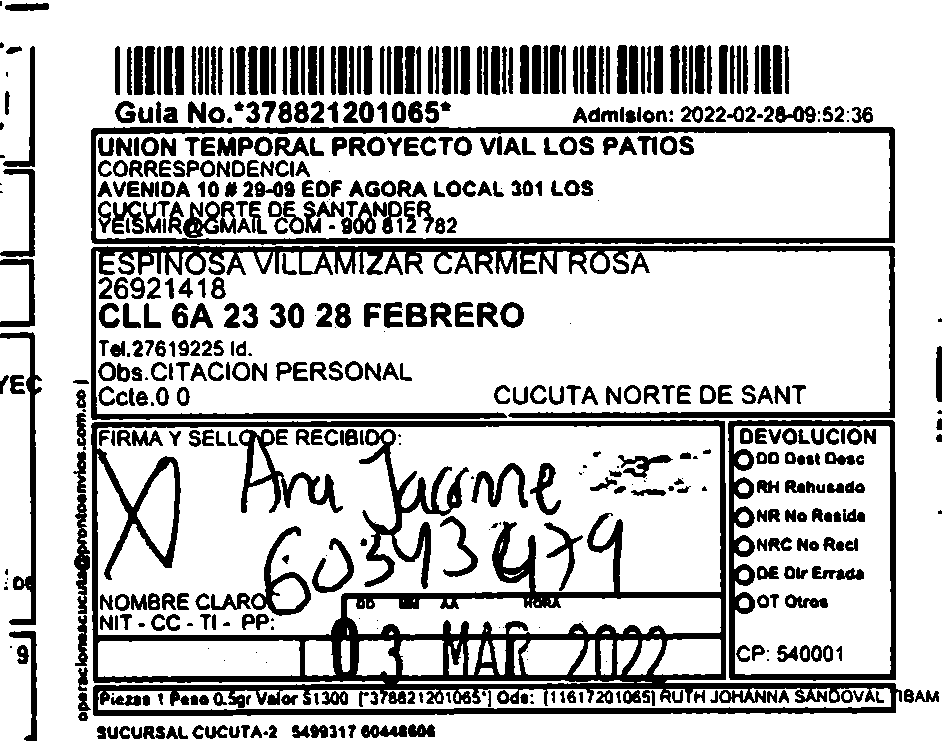 Guia No.*378821201065*
Admision: 2022-02-28-09:52:36
UNION TEMPORAL PROYECTO VIAL LOS PATIOS
CORRESPONDENCIA
AVENIDA 10 # 29-09 EDF AGORA LOCAL 301 LOS
CUCUTA NORTE DE SANTANDER
YEISMIR@GMAIL COM - 900 812 782
ESPINOSA VILLAMIZAR CARMEN ROSA
26921418
CLL 6A 23 30 28 FEBRERO
Tel.27619225 Id.
Obs.CITACION PERSONAL
Ccte.0 0
CUCUTA NORTE DE SANT
YEC
operacionescucuta@prontoenvios.com.co
FIRMA Y SELLO DE RECIBIDO:
Ana Jacome
60343479
NOMBRE CLARO
NIT - CC - TI - PP:
DD MM AA HORA
03 MAR 2022
DEVOLUCION
DD Dest Desc
RH Rehusado
NR No Reside
NRC No Recl
DE Dir Errada
OT Otros
CP: 540001
Piezas 1 Peso 0.5gr Valor $1300 [*378821201065*] Ods: [11617201065] RUTH JOHANNA SANDOVAL TIBAM
SUCURSAL CUCUTA-2 5499317 60448606